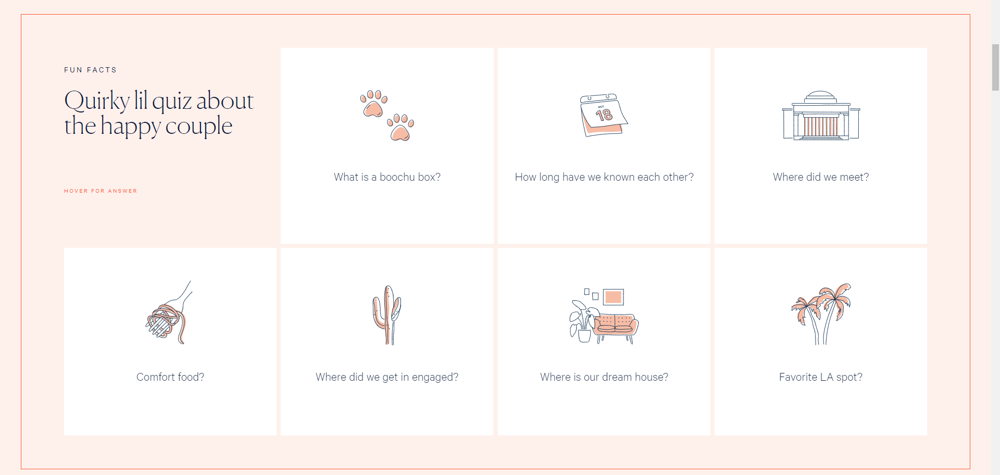 FUN FACTS
Quirky lil quiz about
the happy couple
HOVER FOR ANSWER
What is a boochu box?
OCT
18
How long have we known each other?
Where did we meet?
Comfort food?
Where did we get in engaged?
Where is our dream house?
Favorite LA spot?